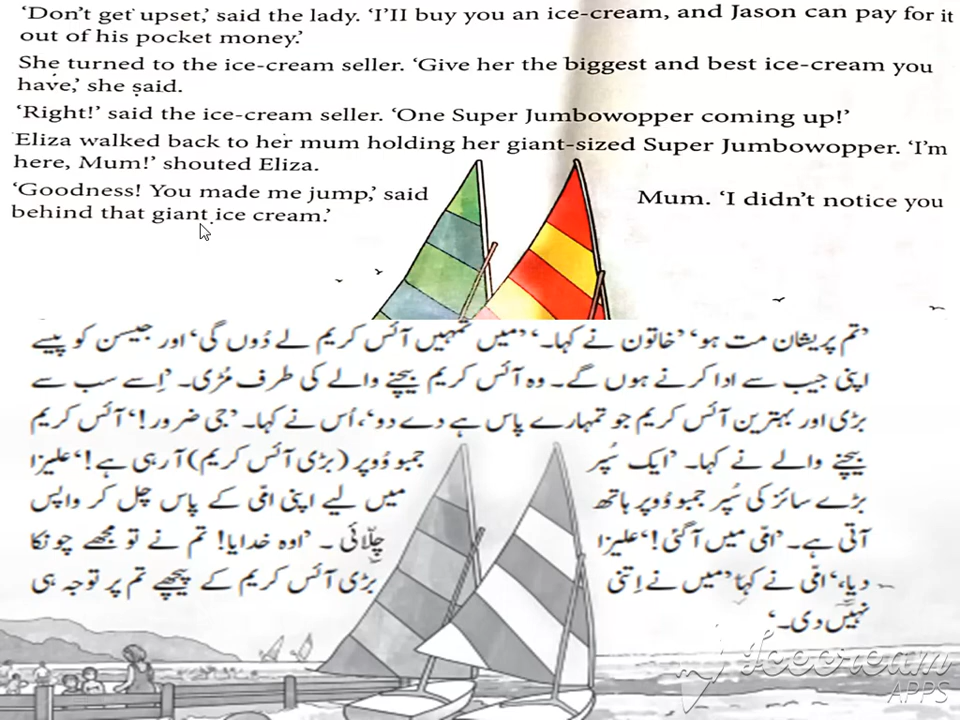 ‘Don’t get upset,’ said the lady. ‘I’ll buy you an ice-cream, and Jason can pay for it
out of his pocket money.’
She turned to the ice-cream seller. ‘Give her the biggest and best ice-cream you
have,’ she said.
‘Right!’ said the ice-cream seller. ‘One Super Jumbowopper coming up!’
Eliza walked back to her mum holding her giant-sized Super Jumbowopper. ‘I’m
here, Mum!’ shouted Eliza.
‘Goodness! You made me jump,’ said Mum. ‘I didn’t notice you
behind that giant ice cream.’
’تم پریشان مت ہو‘ ’خاتون نے کہا۔‘ ’میں تمہیں آئس کریم لے دُوں گی‘ اور جیسن کو پیسے
اپنی جیب سے ادا کرنے ہوں گے۔ وہ آئس کریم بیچنے والے کی طرف مُڑی۔ ’اِسے سب سے
بڑی اور بہترین آئس کریم جو تمہارے پاس ہے دے دو‘، اُس نے کہا۔ ’جی ضرور!‘ آئس کریم
بیچنے والے نے کہا۔ ’ایک سُپر جمبو وُوپر (بڑی آئس کریم) آ رہی ہے!‘ علیزا
بڑے سائز کی سُپر جمبو وُوپر ہاتھ میں لیے اپنی امّی کے پاس چل کر واپس
آتی ہے۔ ’امّی میں آ گئی!‘ علیزا چِلّائی ۔ ’اوہ خدایا! تم نے تو مجھے چونکا
دیا،‘ امّی نے کہا ’میں نے اِتنی بڑی آئس کریم کے پیچھے تم پر توجہ ہی
نہیں دی۔‘
Icecream
APPS